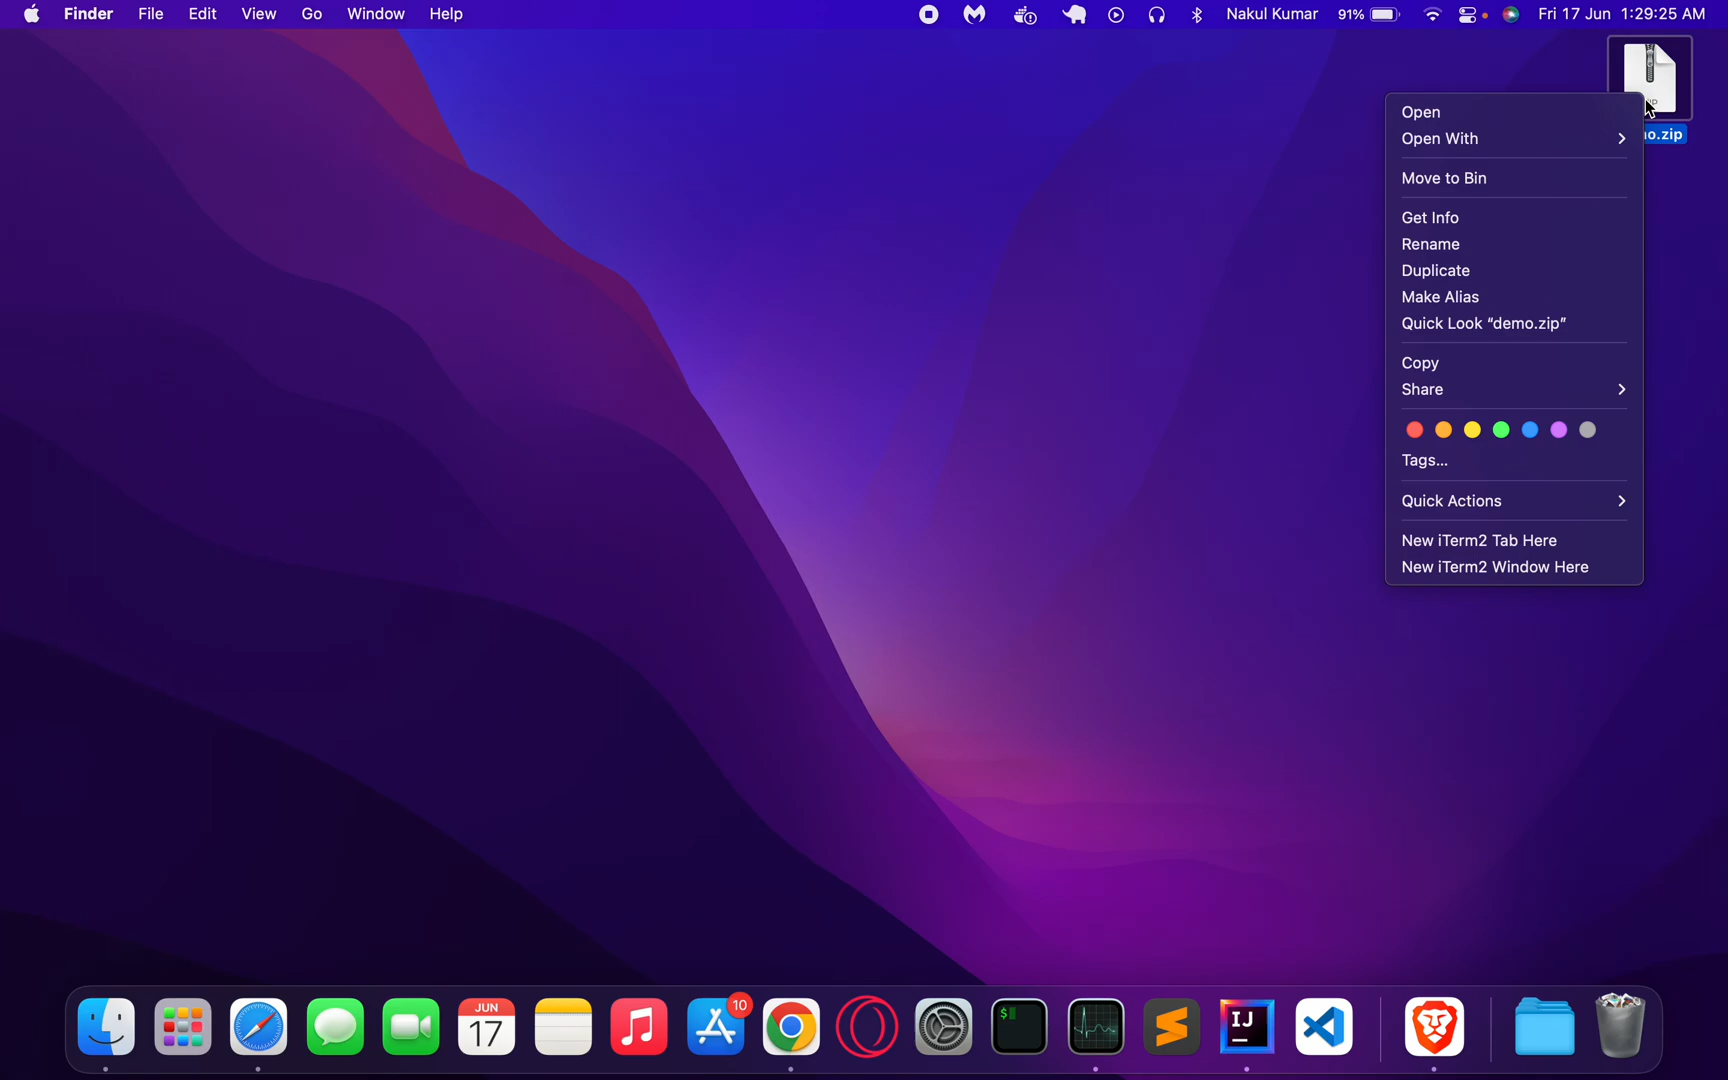 Finder File Edit View Go Window Help Nakul Kumar 91% Fri 17 Jun 1:29:25 AM
Open
Open With
Move to Bin
Get Info
Rename
Duplicate
Make Alias
Quick Look “demo.zip”
Copy
Share
Tags...
Quick Actions
New iTerm2 Tab Here
New iTerm2 Window Here
o.zip
JUN
17
10
$
IJ